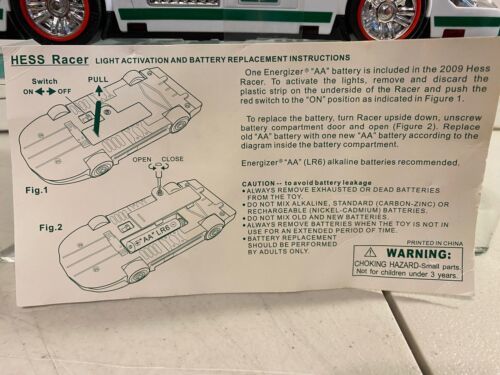 HESS Racer LIGHT ACTIVATION AND BATTERY REPLACEMENT INSTRUCTIONS
Switch
ON OFF
PULL
Fig.1
OPEN CLOSE
Fig.2
"AA" LR6
One Energizer® "AA" battery is included in the 2009 Hess
Racer. To activate the lights, remove and discard the
plastic strip on the underside of the Racer and push the
red switch to the "ON" position as indicated in Figure 1.
To replace the battery, turn Racer upside down, unscrew
battery compartment door and open (Figure 2). Replace
old "AA" battery with one new "AA" battery according to the
diagram inside the battery compartment.
Energizer® "AA" (LR6) alkaline batteries recommended.
CAUTION -- to avoid battery leakage
•ALWAYS REMOVE EXHAUSTED OR DEAD BATTERIES
FROM THE TOY.
•DO NOT MIX ALKALINE, STANDARD (CARBON-ZINC) OR
RECHARGEABLE (NICKEL-CADMIUM) BATTERIES.
•DO NOT MIX OLD AND NEW BATTERIES.
•ALWAYS REMOVE BATTERIES WHEN THE TOY IS NOT IN
USE FOR AN EXTENDED PERIOD OF TIME.
•BATTERY REPLACEMENT
SHOULD BE PERFORMED
BY ADULTS ONLY.
PRINTED IN CHINA
WARNING:
CHOKING HAZARD-Small parts.
Not for children under 3 years.